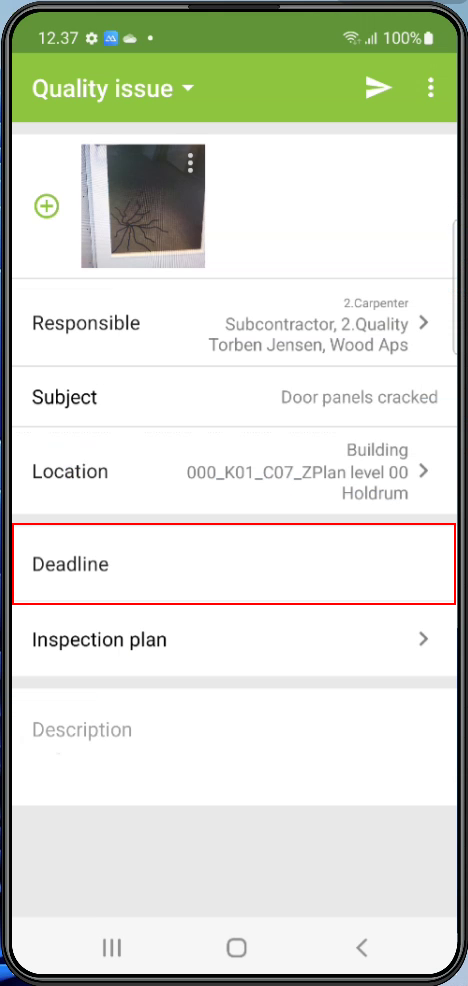 12.37
100%
Quality issue
2.Carpenter
Responsible
Subcontractor, 2.Quality
Torben Jensen, Wood Aps
Subject
Door panels cracked
Building
Location
000_K01_C07_ZPlan level 00
Holdrum
Deadline
Inspection plan
Description